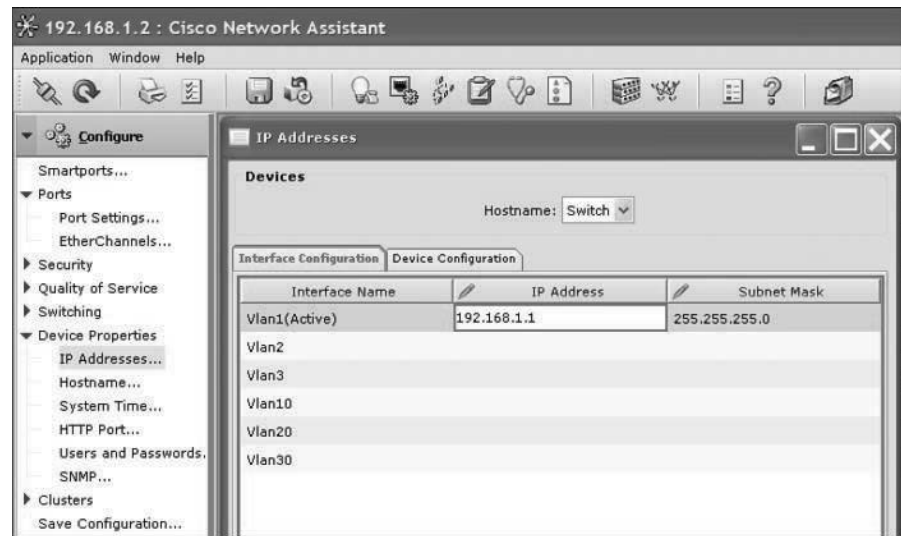 192.168.1.2 : Cisco Network Assistant
Application Window Help
Configure
Smartports...
Ports
Port Settings...
EtherChannels...
Security
Quality of Service
Switching
Device Properties
IP Addresses...
Hostname...
System Time...
HTTP Port...
Users and Passwords.
SNMP...
Clusters
Save Configuration...
IP Addresses
Devices
Hostname: Switch
Interface Configuration Device Configuration
Interface Name IP Address Subnet Mask
Vlan1(Active) 192.168.1.1 255.255.255.0
Vlan2
Vlan3
Vlan10
Vlan20
Vlan30